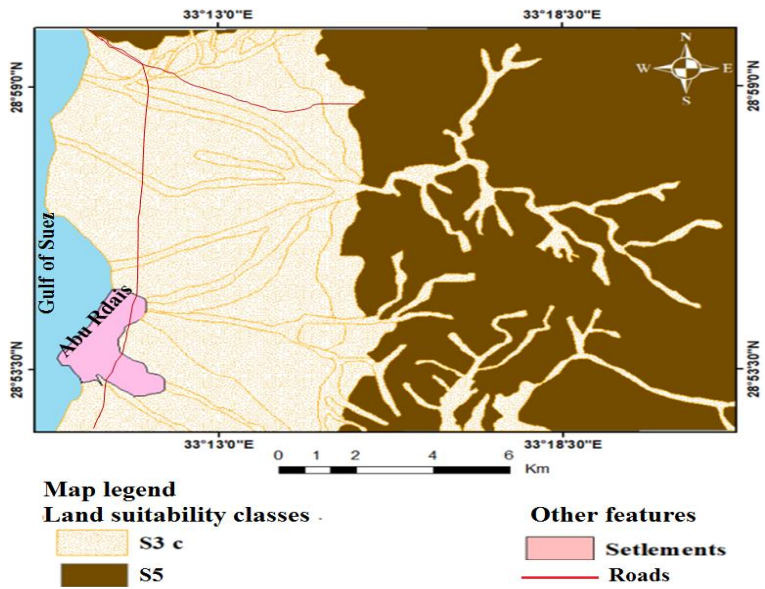 33°13'0"E 33°18'30"E
28°59'0"N
28°59'0"N
N
W E
S
Gulf of Suez
Abu Rdais
28°53'30"N
28°53'30"N
33°13'0"E 33°18'30"E
0 1 2 4 6
Km
Map legend
Land suitability classes
Other features
S3 c
Setlements
S5
Roads